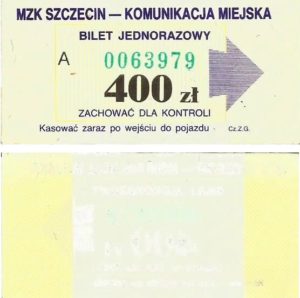 MZK SZCZECIN — KOMUNIKACJA MIEJSKA
BILET JEDNORAZOWY
A 0063979
400 zł
ZACHOWAĆ DLA KONTROLI
Kasować zaraz po wejściu do pojazdu
Cz.Z.G.